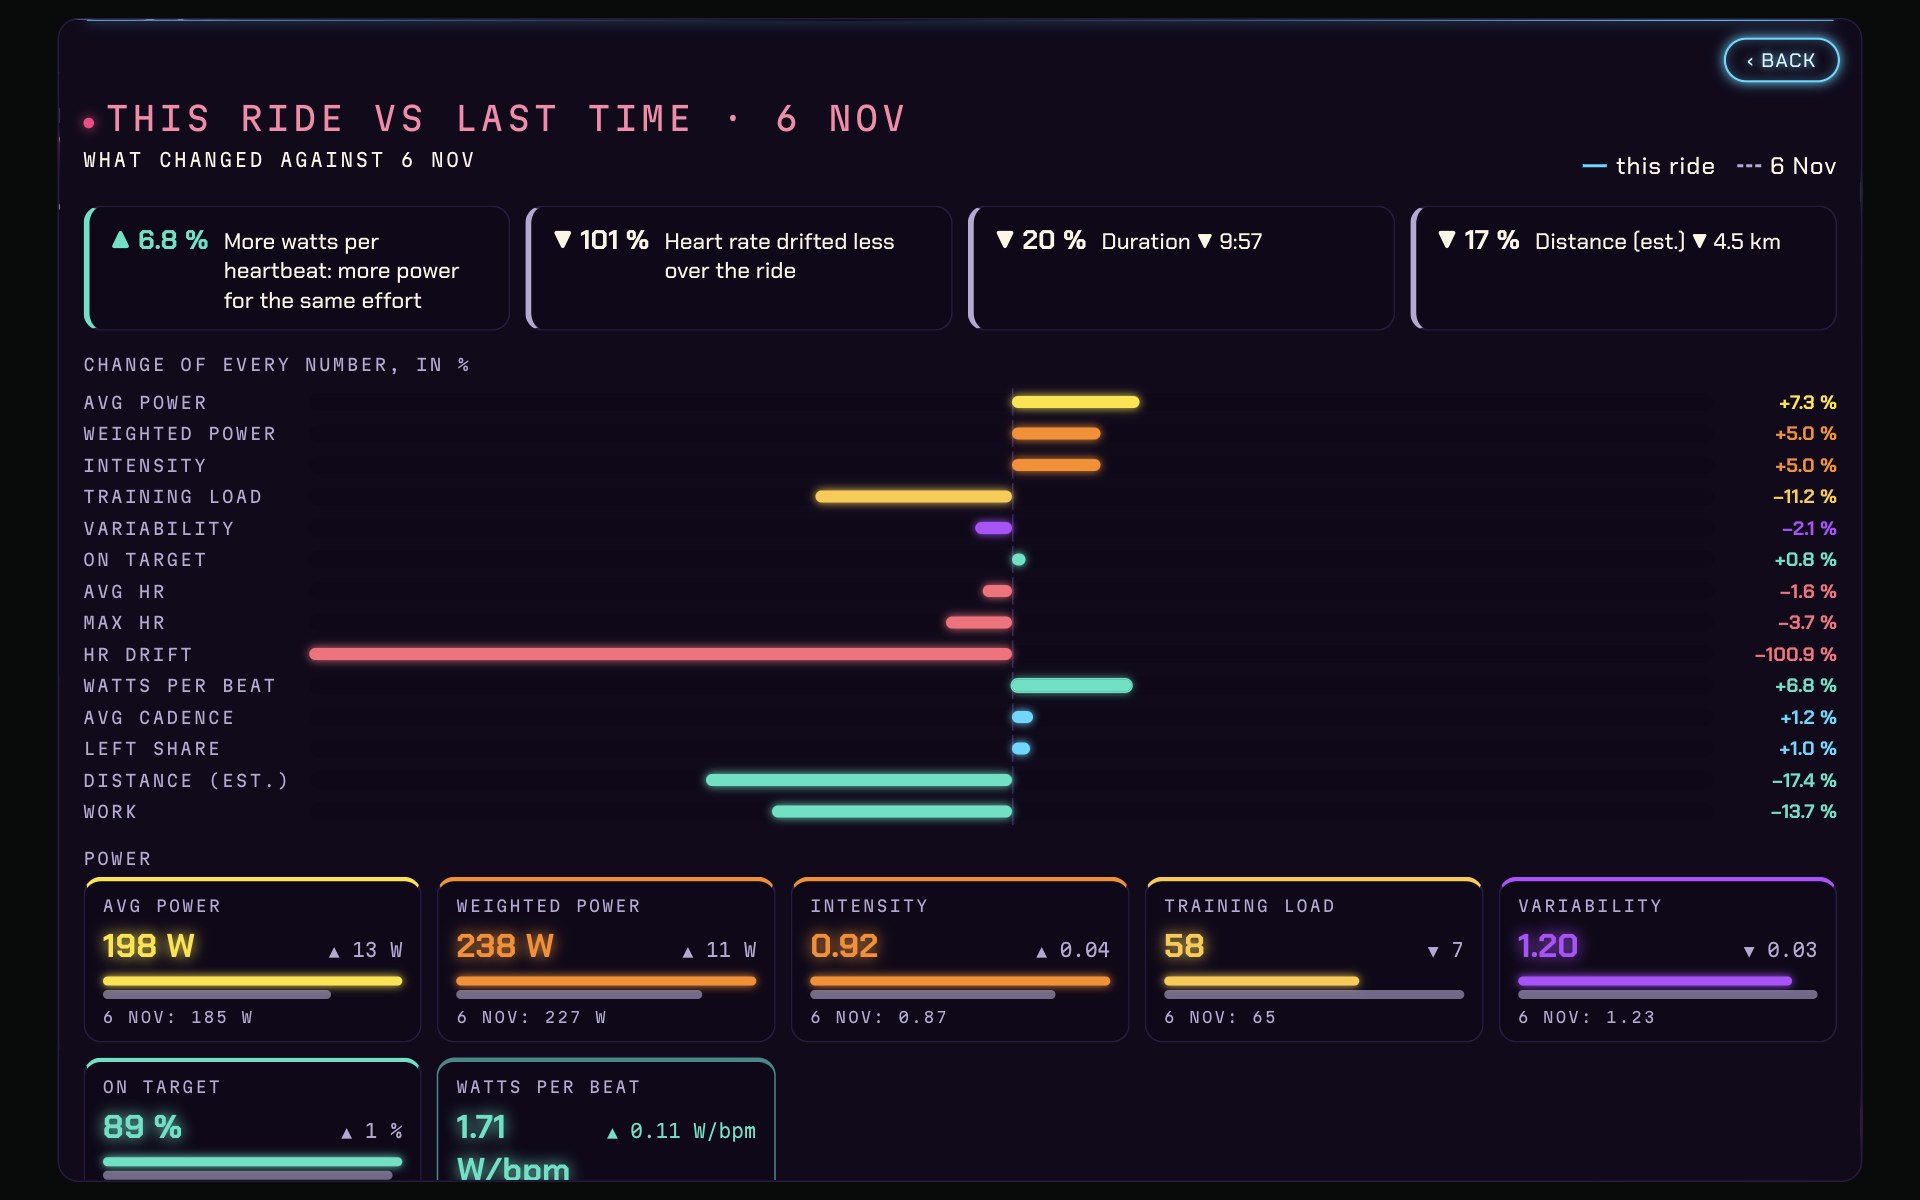 ‹ BACK
THIS RIDE VS LAST TIME · 6 NOV
WHAT CHANGED AGAINST 6 NOV
this ride 6 Nov
▲ 6.8 % More watts per
heartbeat: more power
for the same effort
▼ 101 % Heart rate drifted less
over the ride
▼ 20 % Duration ▼ 9:57
▼ 17 % Distance (est.) ▼ 4.5 km
CHANGE OF EVERY NUMBER, IN %
AVG POWER +7.3 %
WEIGHTED POWER +5.0 %
INTENSITY +5.0 %
TRAINING LOAD −11.2 %
VARIABILITY −2.1 %
ON TARGET +0.8 %
AVG HR −1.6 %
MAX HR −3.7 %
HR DRIFT −100.9 %
WATTS PER BEAT +6.8 %
AVG CADENCE +1.2 %
LEFT SHARE +1.0 %
DISTANCE (EST.) −17.4 %
WORK −13.7 %
POWER
AVG POWER
198 W ▲ 13 W
6 NOV: 185 W
WEIGHTED POWER
238 W ▲ 11 W
6 NOV: 227 W
INTENSITY
0.92 ▲ 0.04
6 NOV: 0.87
TRAINING LOAD
58 ▼ 7
6 NOV: 65
VARIABILITY
1.20 ▼ 0.03
6 NOV: 1.23
ON TARGET
89 % ▲ 1 %
WATTS PER BEAT
1.71 ▲ 0.11 W/bpm
W/bpm